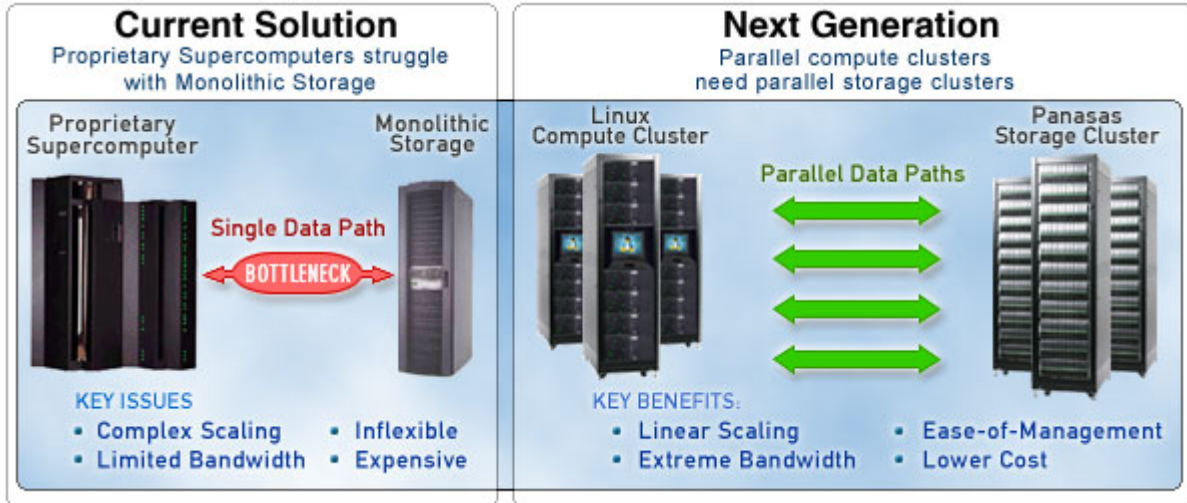 Current Solution
Proprietary Supercomputers struggle
with Monolithic Storage
Proprietary
Supercomputer
Monolithic
Storage
Single Data Path
BOTTLENECK
KEY ISSUES
• Complex Scaling
• Limited Bandwidth
• Inflexible
• Expensive
Next Generation
Parallel compute clusters
need parallel storage clusters
Linux
Compute Cluster
Panasas
Storage Cluster
Parallel Data Paths
KEY BENEFITS:
• Linear Scaling
• Extreme Bandwidth
• Ease-of-Management
• Lower Cost